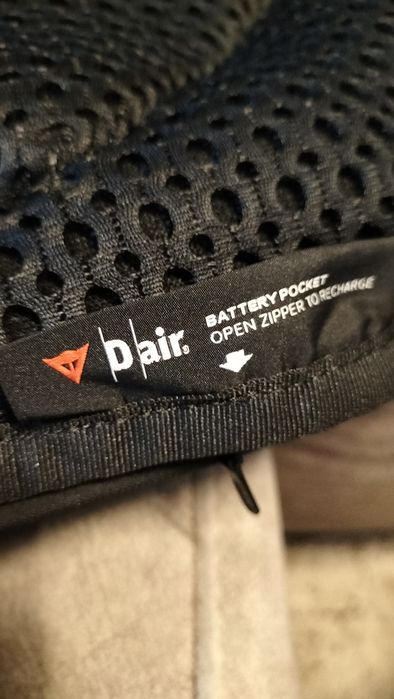 D|air®
BATTERY POCKET
OPEN ZIPPER TO RECHARGE